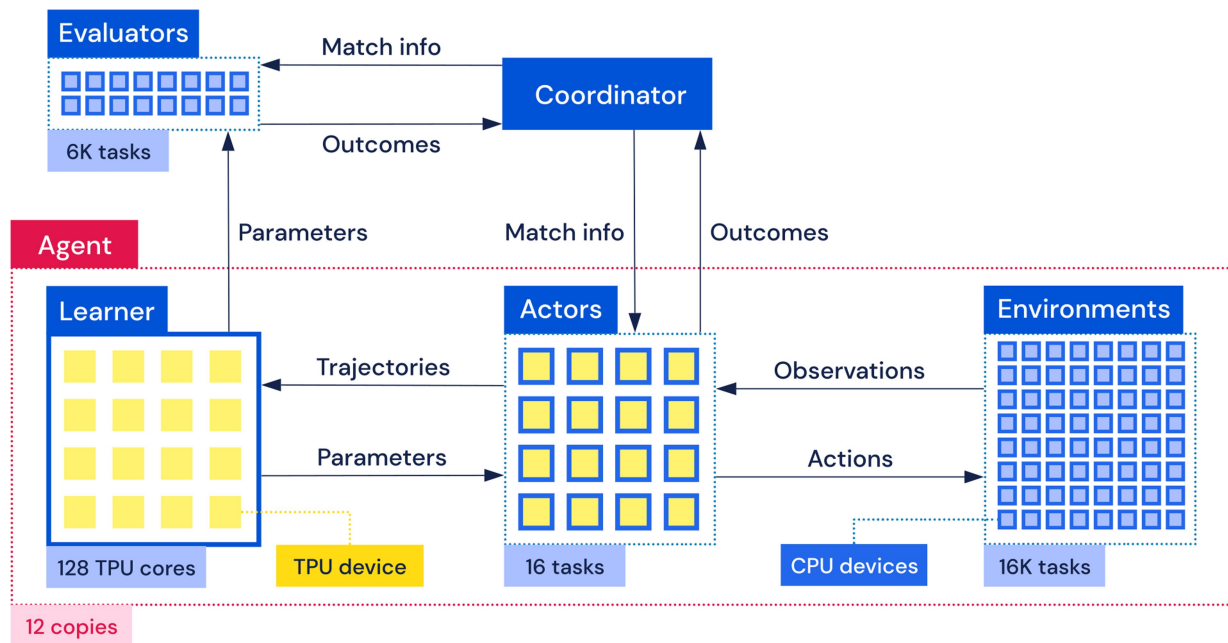 Evaluators
Match info
Coordinator
Outcomes
6K tasks
Parameters
Match info
Outcomes
Agent
Learner
Actors
Environments
Trajectories
Observations
Parameters
Actions
128 TPU cores
TPU device
16 tasks
CPU devices
16K tasks
12 copies